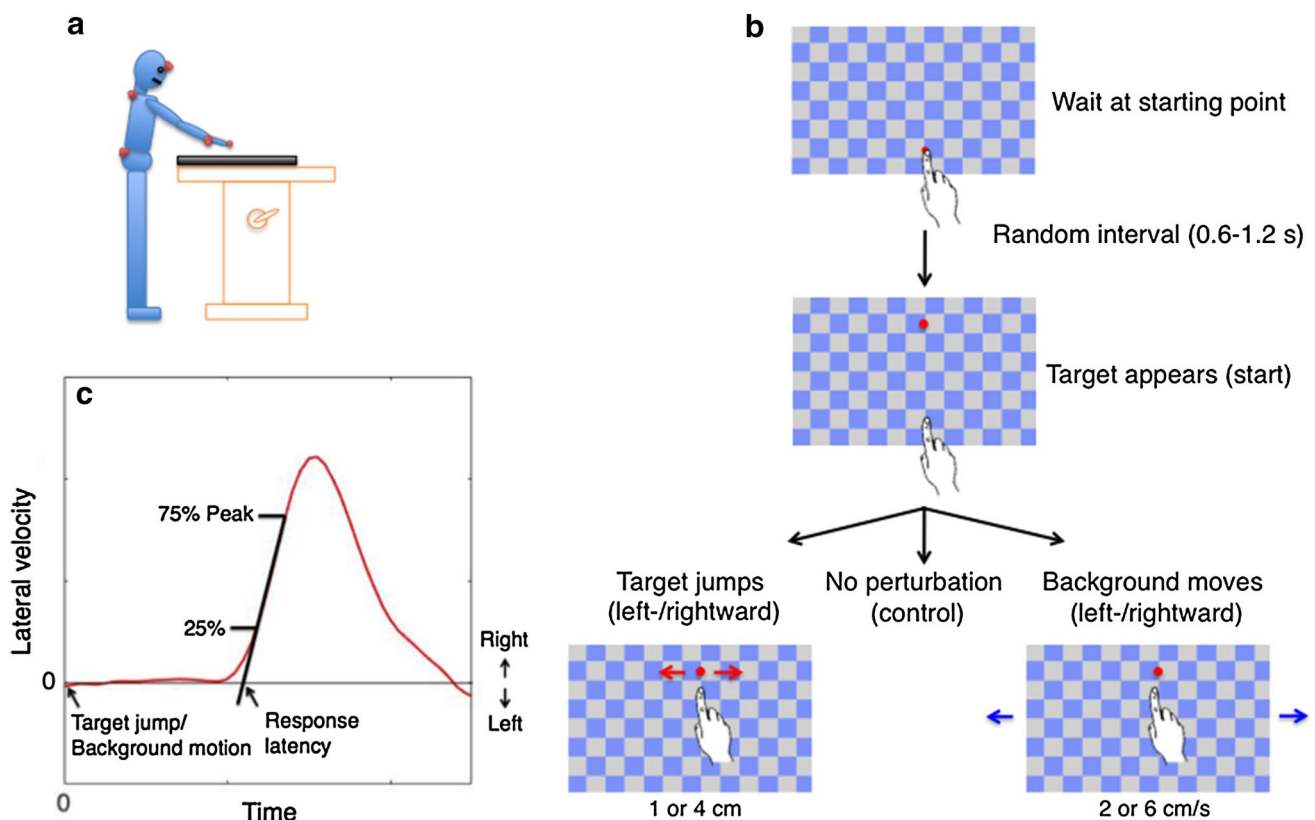 a
b
Wait at starting point
Random interval (0.6-1.2 s)
Target appears (start)
Target jumps
(left-/rightward)
No perturbation
(control)
Background moves
(left-/rightward)
1 or 4 cm
2 or 6 cm/s
c
Lateral velocity
75% Peak
25%
0
Right
Left
Target jump/
Background motion
Response
latency
0
Time